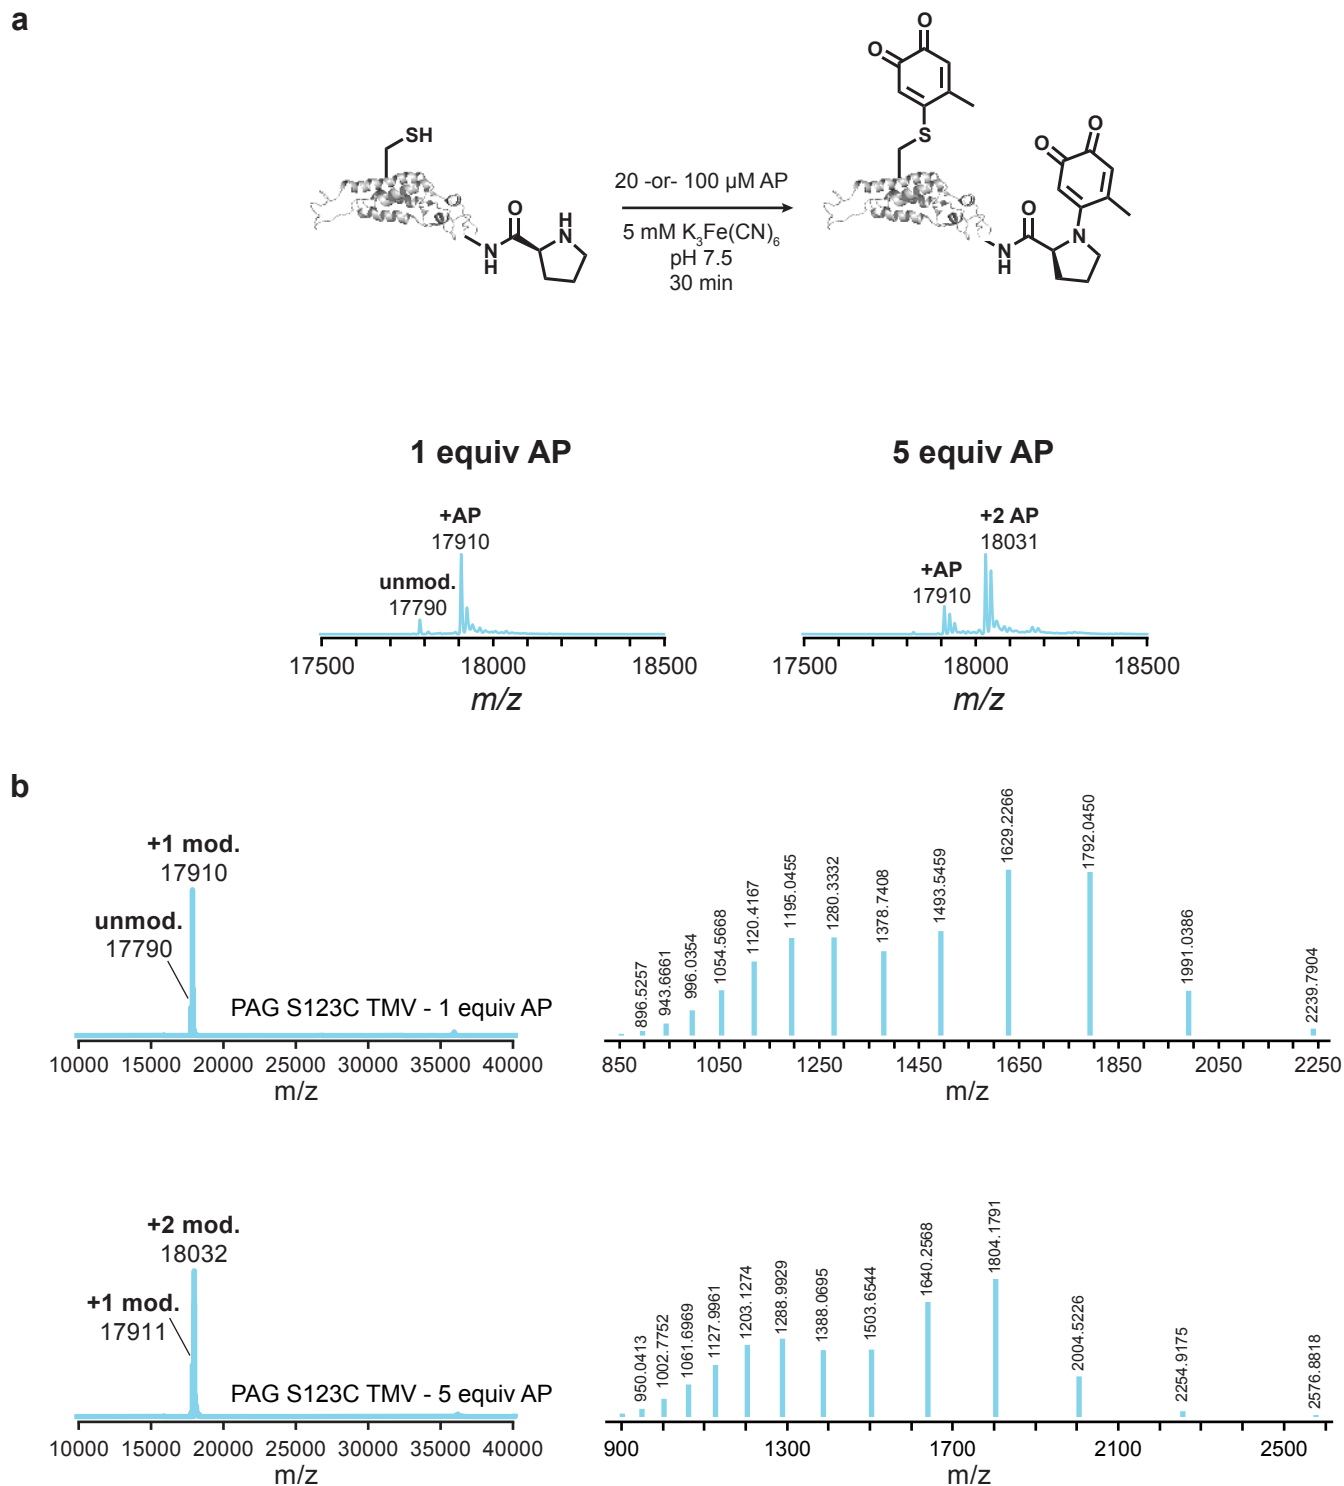 a
SH
O
H
N
N
H
20 -or- 100 µM AP
5 mM K3Fe(CN)6
pH 7.5
30 min
O
O
S
O
O
O
N
N
H
1 equiv AP
+AP
17910
unmod.
17790
17500 18000 18500
m/z
5 equiv AP
+2 AP
18031
+AP
17910
17500 18000 18500
m/z
b
+1 mod.
17910
unmod.
17790
PAG S123C TMV - 1 equiv AP
10000 15000 20000 25000 30000 35000 40000
m/z
896.5257
943.6661
996.0354
1054.5668
1120.4167
1195.0455
1280.3332
1378.7408
1493.5459
1629.2266
1792.0450
1991.0386
2239.7904
850 1050 1250 1450 1650 1850 2050 2250
m/z
+2 mod.
18032
+1 mod.
17911
PAG S123C TMV - 5 equiv AP
10000 15000 20000 25000 30000 35000 40000
m/z
950.0413
1002.7752
1061.6969
1127.9961
1203.1274
1288.9929
1388.0695
1503.6544
1640.2568
1804.1791
2004.5226
2254.9175
2576.8818
900 1300 1700 2100 2500
m/z